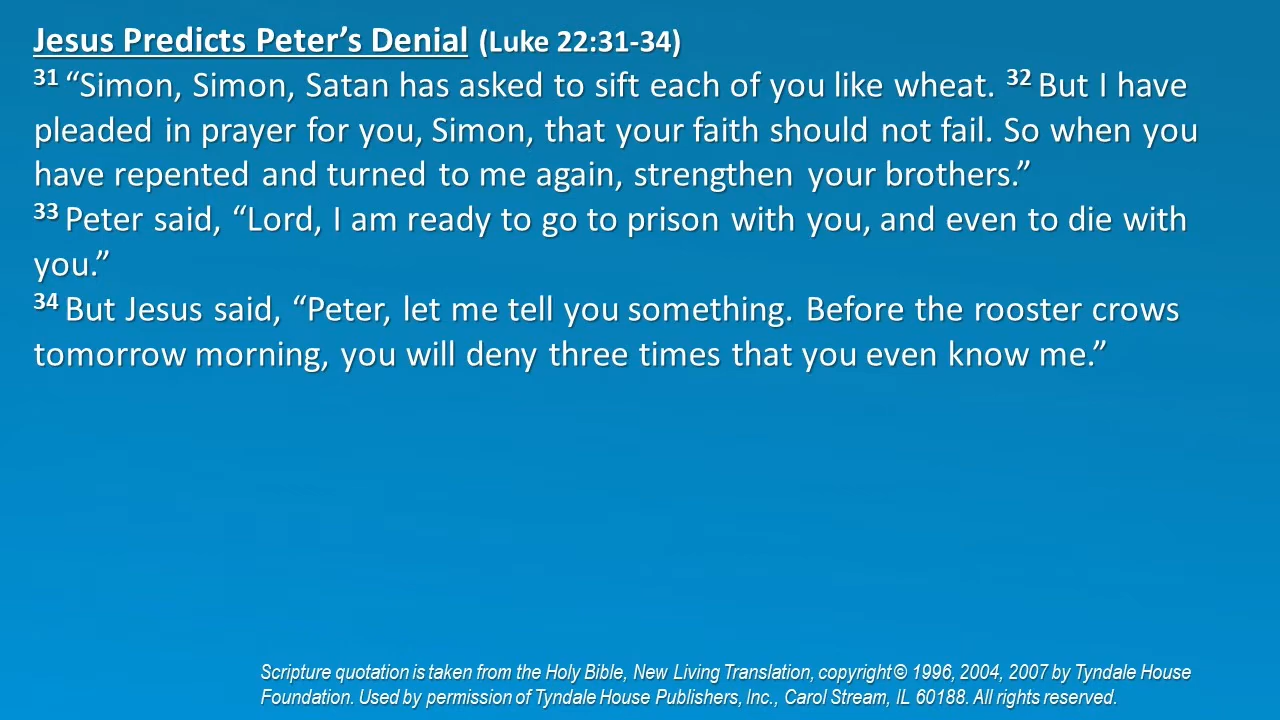 Jesus Predicts Peter’s Denial (Luke 22:31-34)
31 “Simon, Simon, Satan has asked to sift each of you like wheat. 32 But I have
pleaded in prayer for you, Simon, that your faith should not fail. So when you
have repented and turned to me again, strengthen your brothers.”
33 Peter said, “Lord, I am ready to go to prison with you, and even to die with
you.”
34 But Jesus said, “Peter, let me tell you something. Before the rooster crows
tomorrow morning, you will deny three times that you even know me.”
Scripture quotation is taken from the Holy Bible, New Living Translation, copyright © 1996, 2004, 2007 by Tyndale House
Foundation. Used by permission of Tyndale House Publishers, Inc., Carol Stream, IL 60188. All rights reserved.